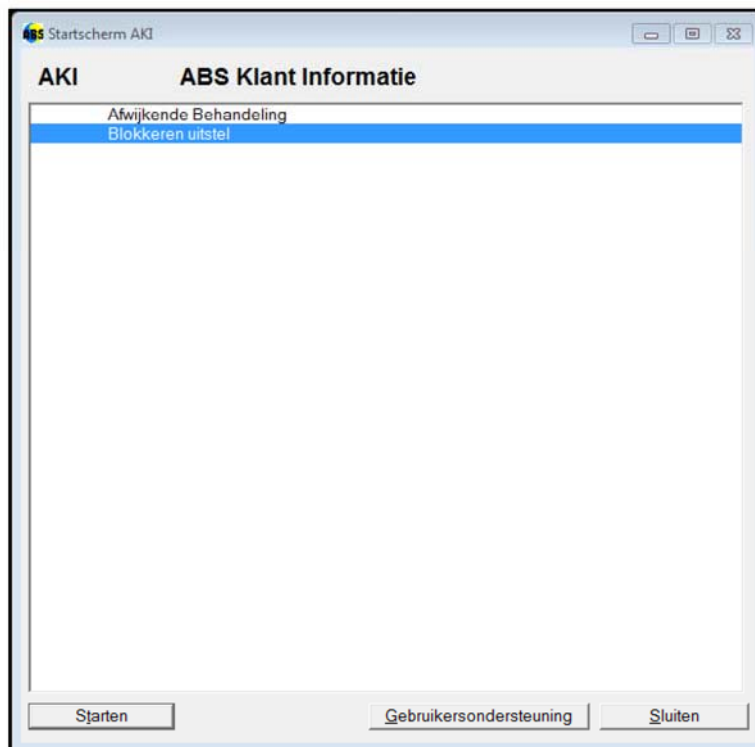 ABS Startscherm AKI
AKI ABS Klant Informatie
Afwijkende Behandeling
Blokkeren uitstel
Starten Gebruikersondersteuning Sluiten